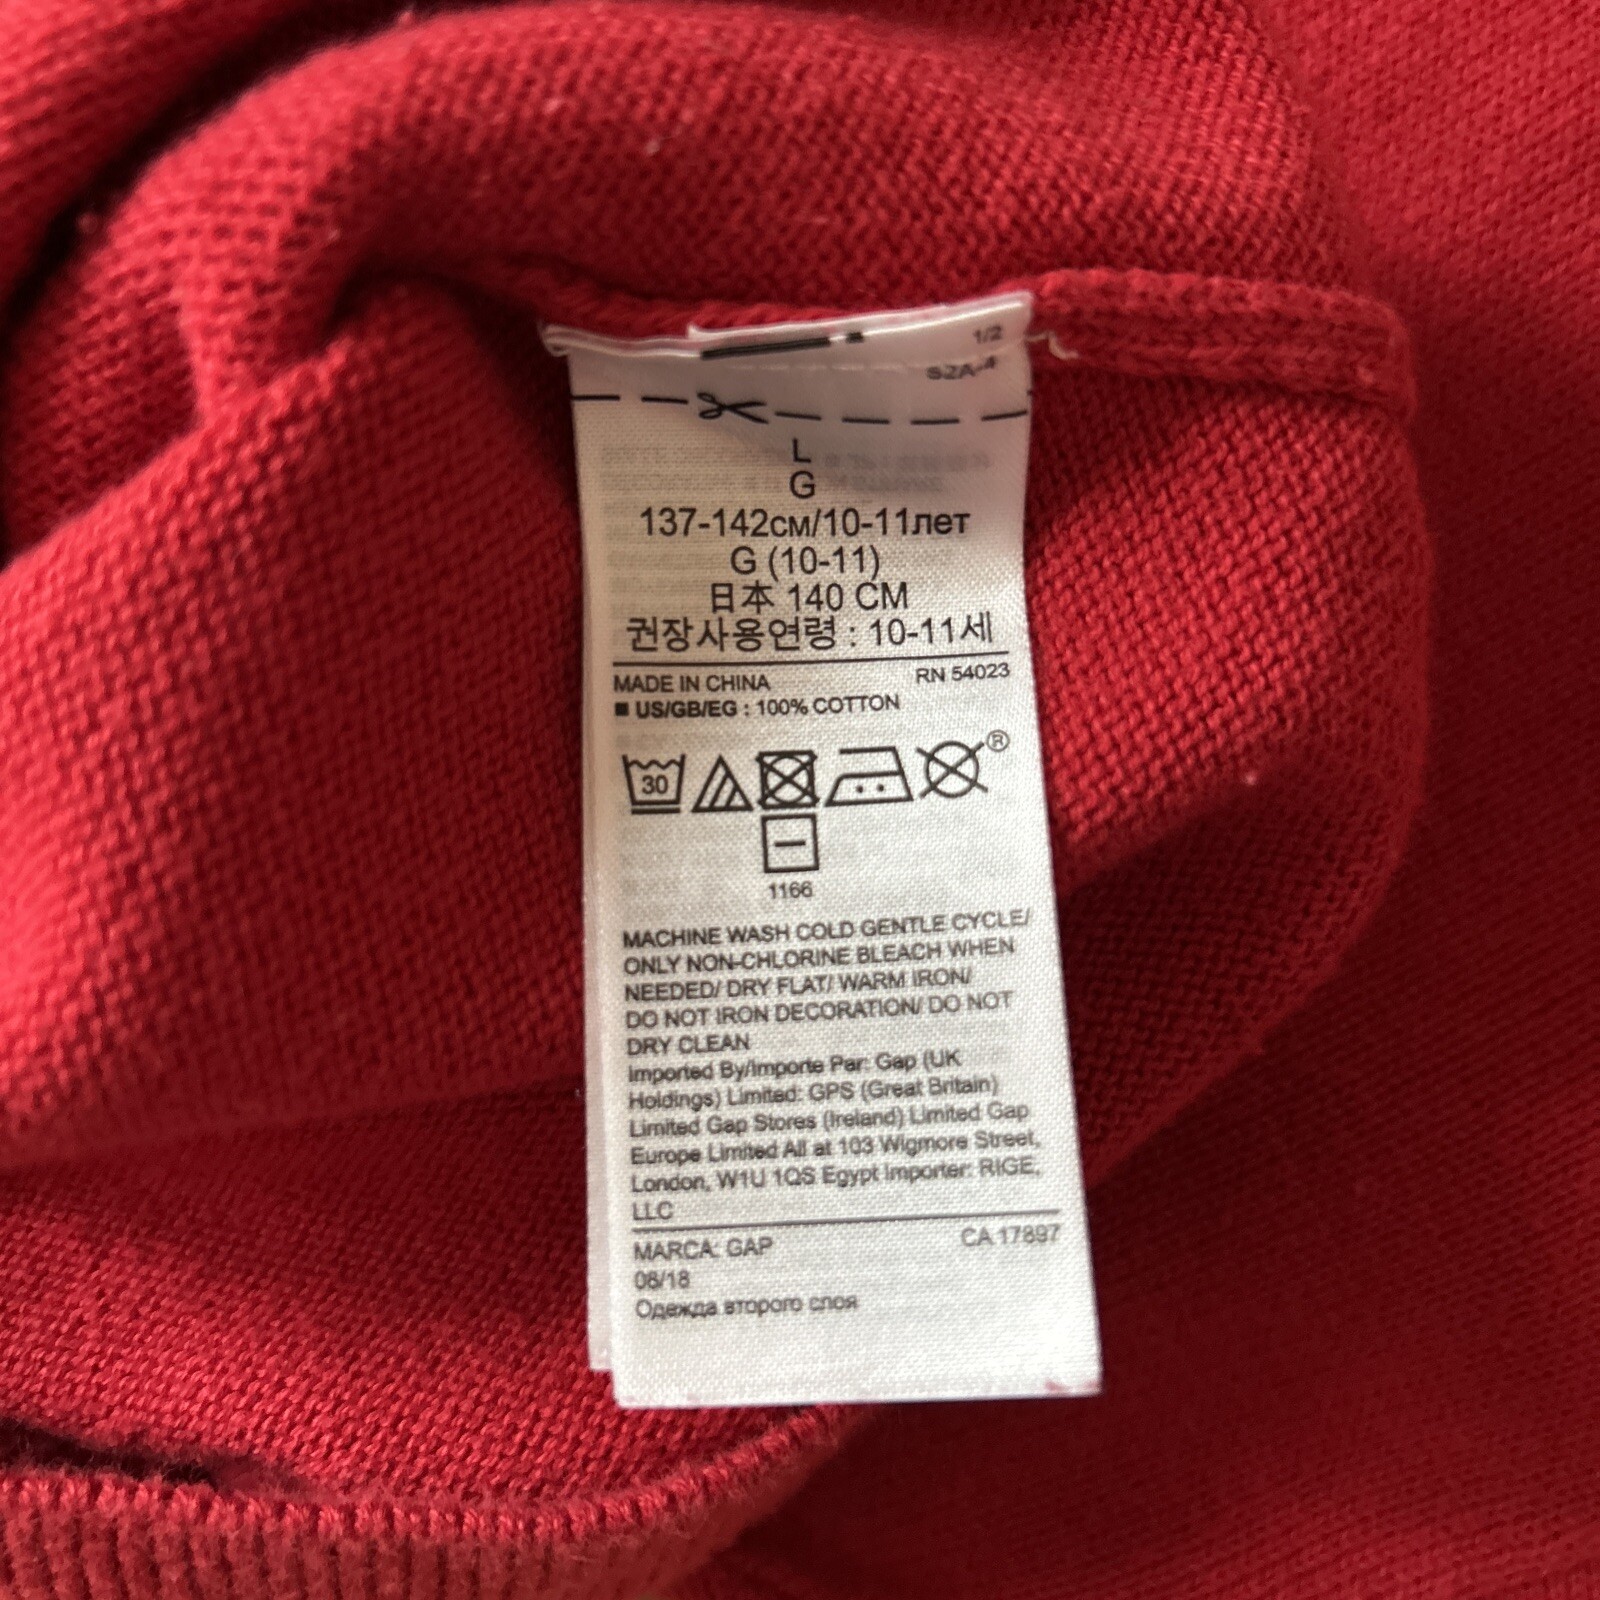 1/2
SZA-4
L
G
137-142см/10-11лет
G (10-11)
日本 140 CM
권장사용연령 : 10-11세
MADE IN CHINA RN 54023
■ US/GB/EG : 100% COTTON
30 ®
1166
MACHINE WASH COLD GENTLE CYCLE/
ONLY NON-CHLORINE BLEACH WHEN
NEEDED/ DRY FLAT/ WARM IRON/
DO NOT IRON DECORATION/ DO NOT
DRY CLEAN
Imported By/Importe Par: Gap (UK
Holdings) Limited: GPS (Great Britain)
Limited Gap Stores (Ireland) Limited Gap
Europe Limited All at 103 Wigmore Street,
London, W1U 1QS Egypt Importer: RIGE,
LLC
MARCA: GAP CA 17897
08/18
Одежда второго слоя